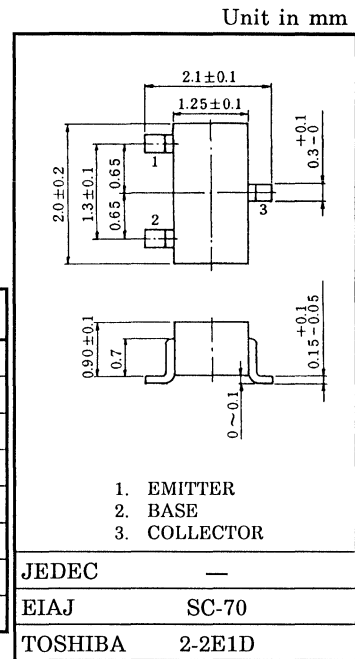 Unit in mm
2.1±0.1
1.25±0.1
+0.1
0.3-0
1
2.0±0.2
1.3±0.1
0.65 0.65
2
3
0.90±0.1
0.7
+0.1
0.15-0.05
0~0.1
1. EMITTER
2. BASE
3. COLLECTOR
JEDEC —
EIAJ SC-70
TOSHIBA 2-2E1D